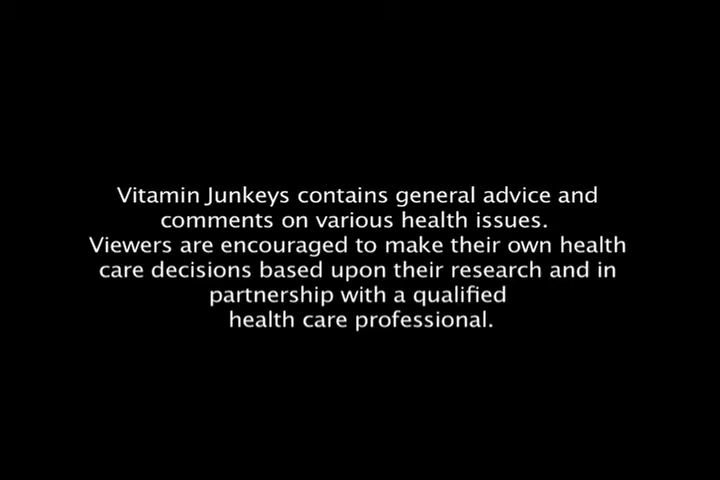 Vitamin Junkeys contains general advice and
comments on various health issues.
Viewers are encouraged to make their own health
care decisions based upon their research and in
partnership with a qualified
health care professional.